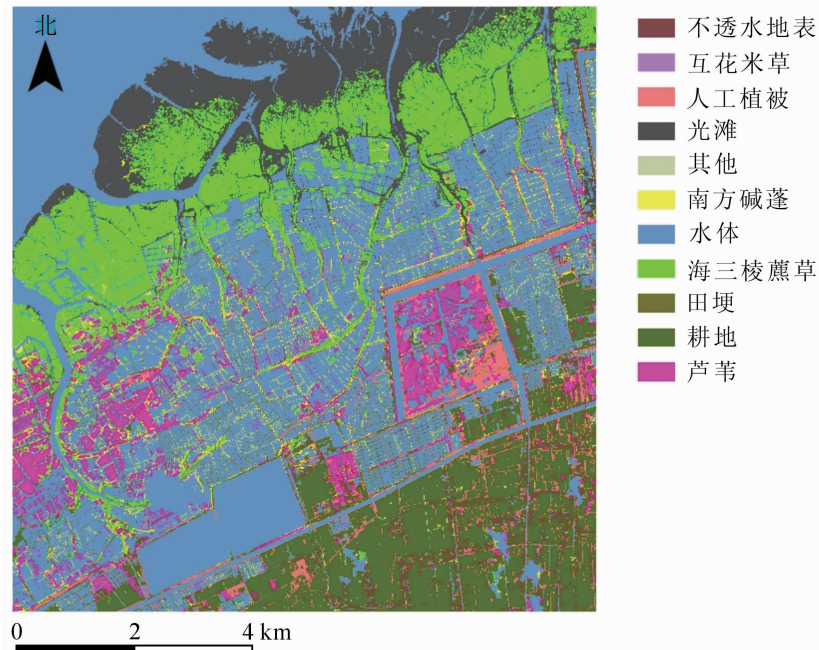 北
不透水地表
互花米草
人工植被
光滩
其他
南方碱蓬
水体
海三棱藨草
田埂
耕地
芦苇
0 2 4 km